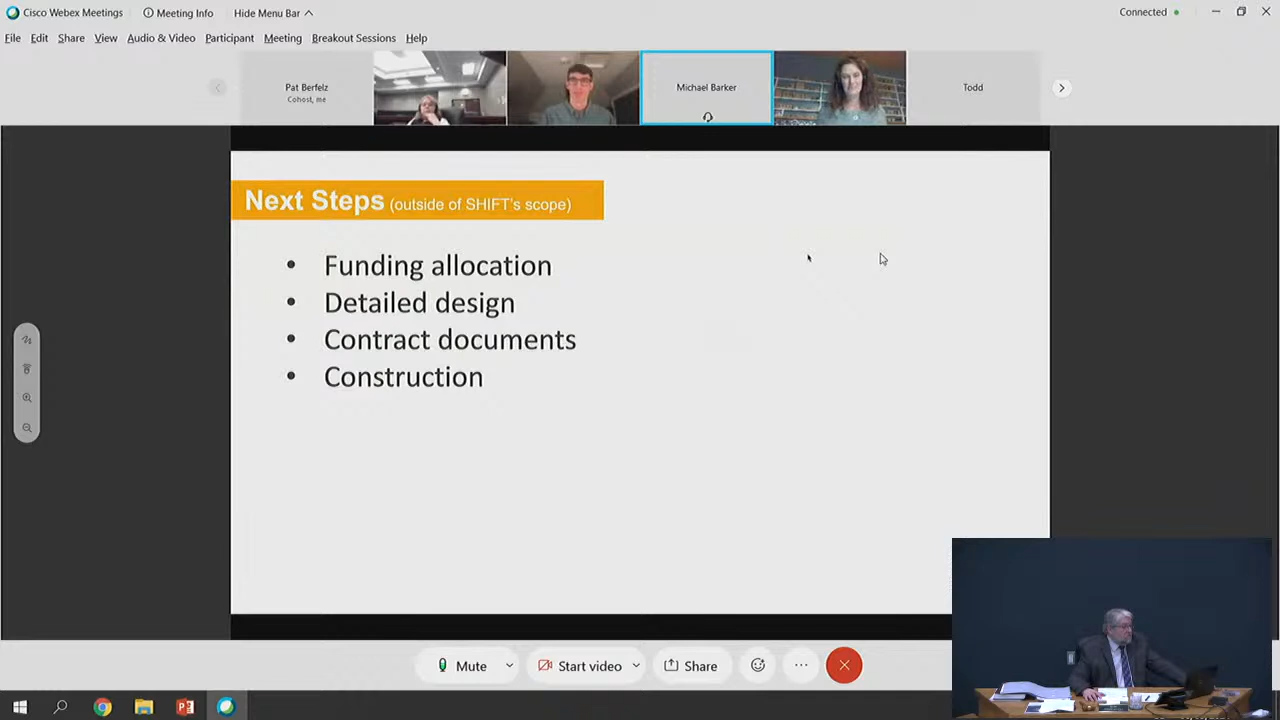 Cisco Webex Meetings Meeting Info Hide Menu Bar Connected
File Edit Share View Audio & Video Participant Meeting Breakout Sessions Help
Pat Berfelz
Cohost, me
Michael Barker
Todd
Next Steps (outside of SHIFT's scope)
• Funding allocation
• Detailed design
• Contract documents
• Construction
Mute Start video Share